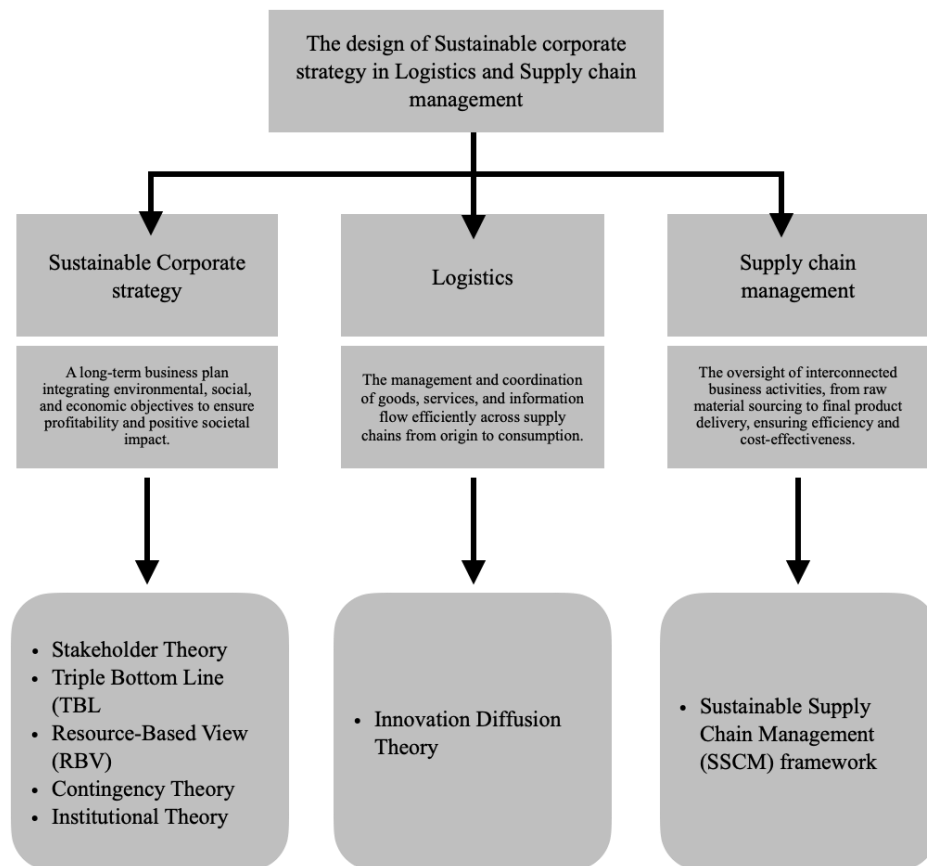 The design of Sustainable corporate
strategy in Logistics and Supply chain
management
Sustainable Corporate
strategy
Logistics
Supply chain
management
A long-term business plan
integrating environmental, social,
and economic objectives to ensure
profitability and positive societal
impact.
The management and coordination
of goods, services, and information
flow efficiently across supply
chains from origin to consumption.
The oversight of interconnected
business activities, from raw
material sourcing to final product
delivery, ensuring efficiency and
cost-effectiveness.
• Stakeholder Theory
• Triple Bottom Line
(TBL
• Resource-Based View
(RBV)
• Contingency Theory
• Institutional Theory
• Innovation Diffusion
Theory
• Sustainable Supply
Chain Management
(SSCM) framework